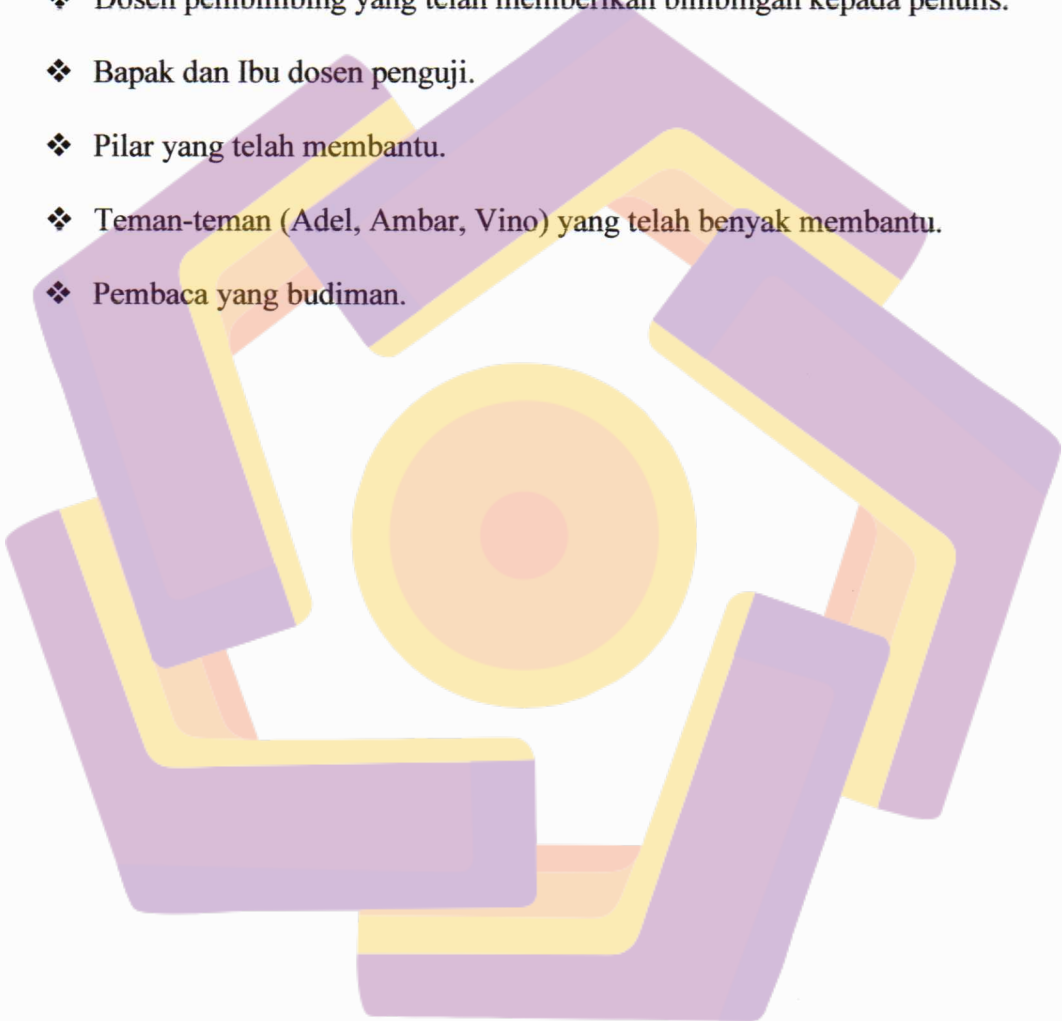 ❖ Dosen pembimbing yang telah memberikan bimbingan kepada penulis.
❖ Bapak dan Ibu dosen penguji.
❖ Pilar yang telah membantu.
❖ Teman-teman (Adel, Ambar, Vino) yang telah benyak membantu.
❖ Pembaca yang budiman.